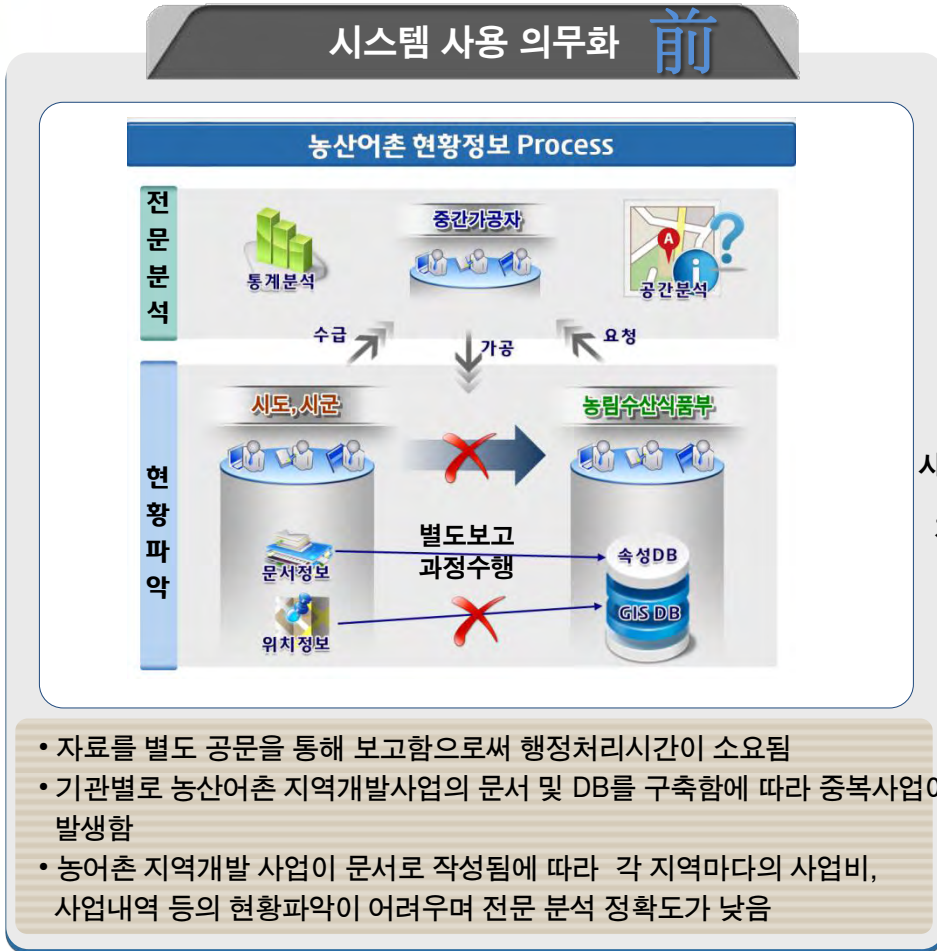 시스템 사용 의무화 前
농산어촌 현황정보 Process
전문분석
중간가공자
통계분석
A
i
?
공간분석
수급
가공
요청
현황파악
시도, 시군
농림수산식품부
별도보고
과정수행
문서정보
속성DB
위치정보
GIS DB
• 자료를 별도 공문을 통해 보고함으로써 행정처리시간이 소요됨
• 기관별로 농산어촌 지역개발사업의 문서 및 DB를 구축함에 따라 중복사업이
발생함
• 농어촌 지역개발 사업이 문서로 작성됨에 따라 각 지역마다의 사업비,
사업내역 등의 현황파악이 어려우며 전문 분석 정확도가 낮음